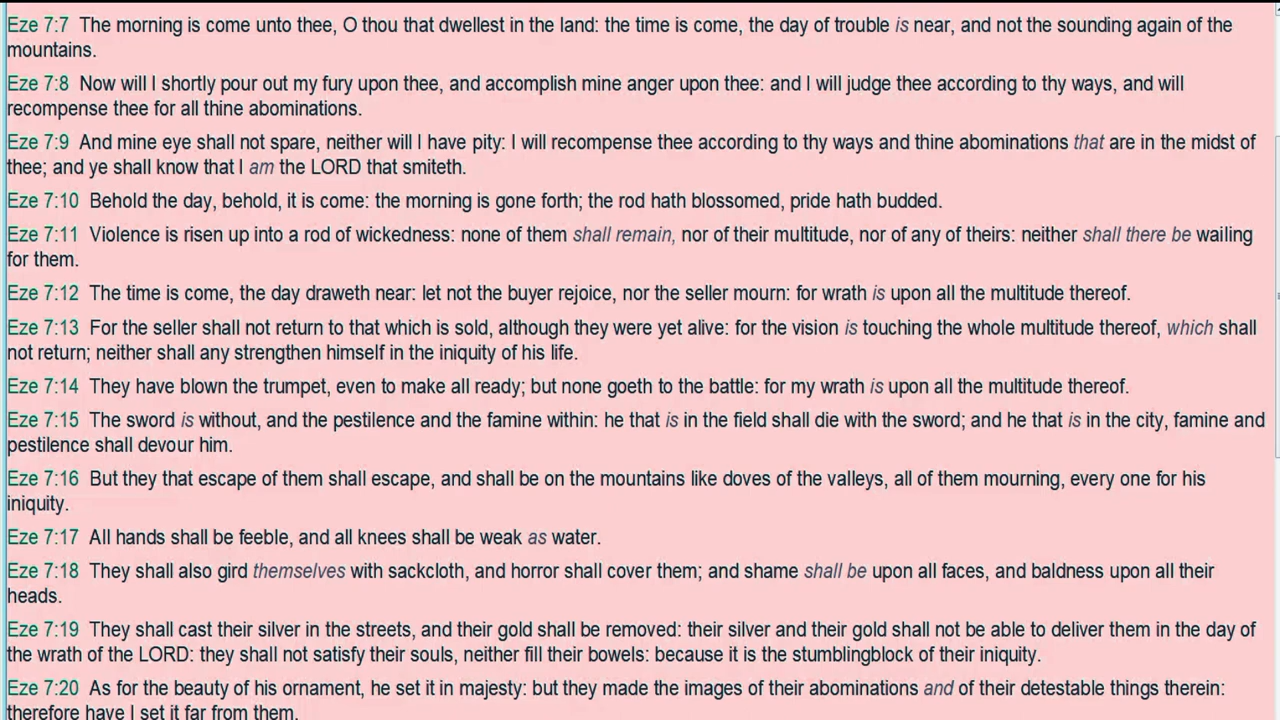 Eze 7:7 The morning is come unto thee, O thou that dwellest in the land: the time is come, the day of trouble is near, and not the sounding again of the
mountains.
Eze 7:8 Now will I shortly pour out my fury upon thee, and accomplish mine anger upon thee: and I will judge thee according to thy ways, and will
recompense thee for all thine abominations.
Eze 7:9 And mine eye shall not spare, neither will I have pity: I will recompense thee according to thy ways and thine abominations that are in the midst of
thee; and ye shall know that I am the LORD that smiteth.
Eze 7:10 Behold the day, behold, it is come: the morning is gone forth; the rod hath blossomed, pride hath budded.
Eze 7:11 Violence is risen up into a rod of wickedness: none of them shall remain, nor of their multitude, nor of any of theirs: neither shall there be wailing
for them.
Eze 7:12 The time is come, the day draweth near: let not the buyer rejoice, nor the seller mourn: for wrath is upon all the multitude thereof.
Eze 7:13 For the seller shall not return to that which is sold, although they were yet alive: for the vision is touching the whole multitude thereof, which shall
not return; neither shall any strengthen himself in the iniquity of his life.
Eze 7:14 They have blown the trumpet, even to make all ready; but none goeth to the battle: for my wrath is upon all the multitude thereof.
Eze 7:15 The sword is without, and the pestilence and the famine within: he that is in the field shall die with the sword; and he that is in the city, famine and
pestilence shall devour him.
Eze 7:16 But they that escape of them shall escape, and shall be on the mountains like doves of the valleys, all of them mourning, every one for his
iniquity.
Eze 7:17 All hands shall be feeble, and all knees shall be weak as water.
Eze 7:18 They shall also gird themselves with sackcloth, and horror shall cover them; and shame shall be upon all faces, and baldness upon all their
heads.
Eze 7:19 They shall cast their silver in the streets, and their gold shall be removed: their silver and their gold shall not be able to deliver them in the day of
the wrath of the LORD: they shall not satisfy their souls, neither fill their bowels: because it is the stumblingblock of their iniquity.
Eze 7:20 As for the beauty of his ornament, he set it in majesty: but they made the images of their abominations and of their detestable things therein:
therefore have I set it far from them.